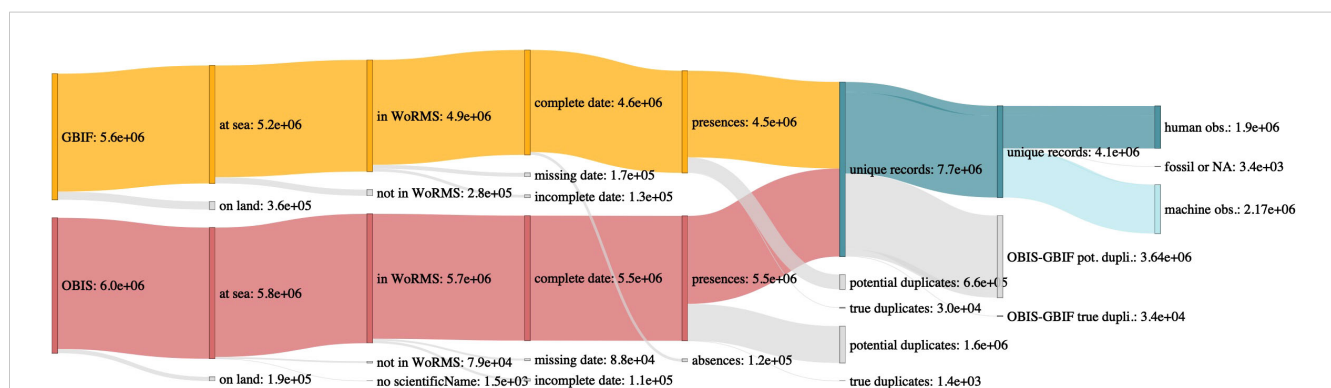 GBIF: 5.6e+06
at sea: 5.2e+06
in WoRMS: 4.9e+06
complete date: 4.6e+06
presences: 4.5e+06
human obs.: 1.9e+06
unique records: 4.1e+06
fossil or NA: 3.4e+03
unique records: 7.7e+06
missing date: 1.7e+05
not in WoRMS: 2.8e+05
incomplete date: 1.3e+05
on land: 3.6e+05
machine obs.: 2.17e+06
OBIS-GBIF pot. dupli.: 3.64e+06
OBIS: 6.0e+06
at sea: 5.8e+06
in WoRMS: 5.7e+06
complete date: 5.5e+06
presences: 5.5e+06
potential duplicates: 6.6e+05
true duplicates: 3.0e+04
OBIS-GBIF true dupli.: 3.4e+04
potential duplicates: 1.6e+06
not in WoRMS: 7.9e+04
missing date: 8.8e+04
absences: 1.2e+05
on land: 1.9e+05
no scientificName: 1.5e+03
incomplete date: 1.1e+05
true duplicates: 1.4e+03